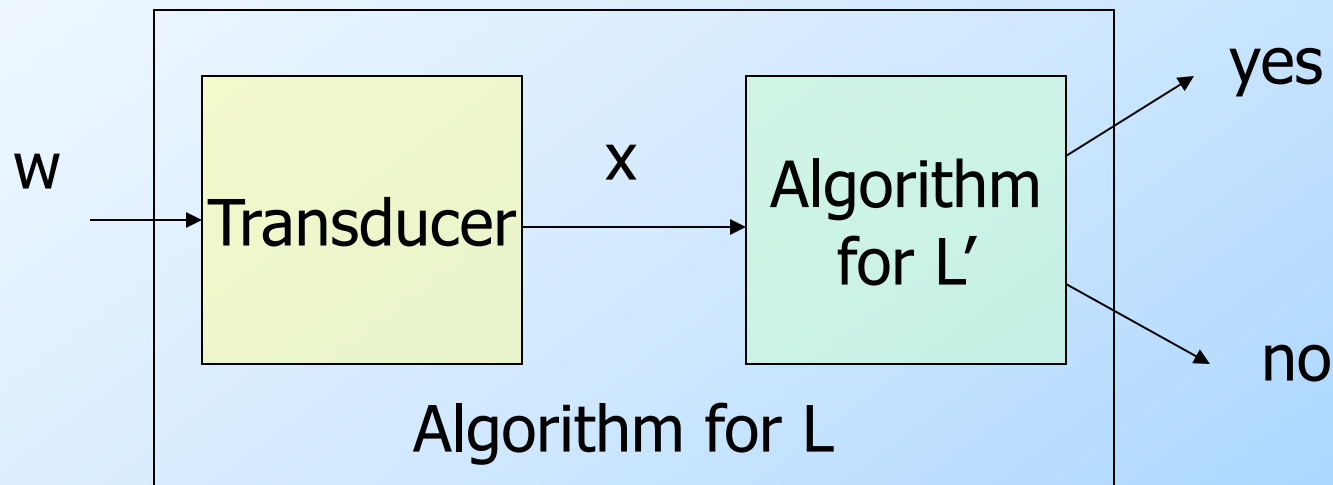 yes
w
x
Transducer
Algorithm
for L’
no
Algorithm for L